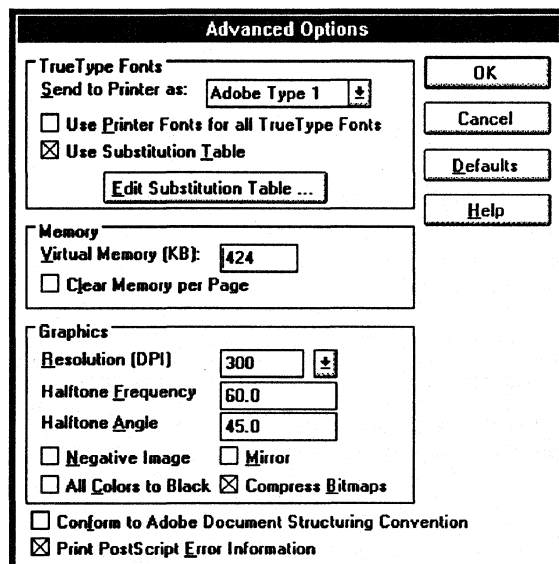 Advanced Options
TrueType Fonts
Send to Printer as: Adobe Type 1
Use Printer Fonts for all TrueType Fonts
Use Substitution Table
Edit Substitution Table ...
OK
Cancel
Defaults
Help
Memory
Virtual Memory (KB): 424
Clear Memory per Page
Graphics
Resolution (DPI) 300
Halftone Frequency 60.0
Halftone Angle 45.0
Negative Image Mirror
All Colors to Black Compress Bitmaps
Conform to Adobe Document Structuring Convention
Print PostScript Error Information